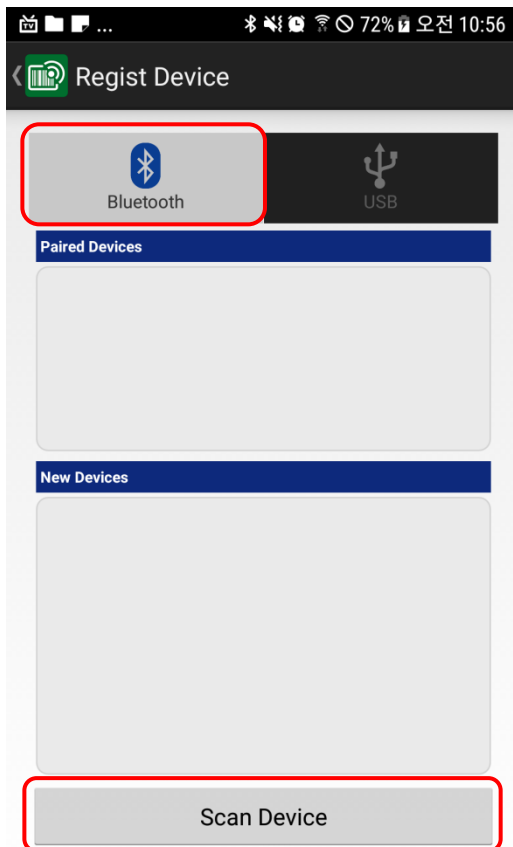 ... 72% 오전 10:56
Regist Device
Bluetooth
USB
Paired Devices
New Devices
Scan Device